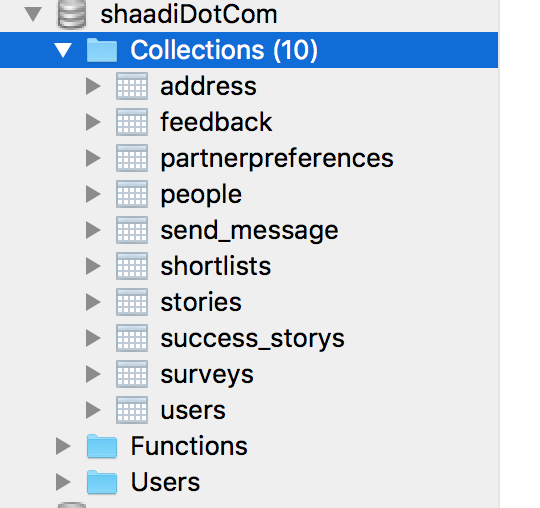 shaadiDotCom
Collections (10)
address
feedback
partnerpreferences
people
send_message
shortlists
stories
success_storys
surveys
users
Functions
Users